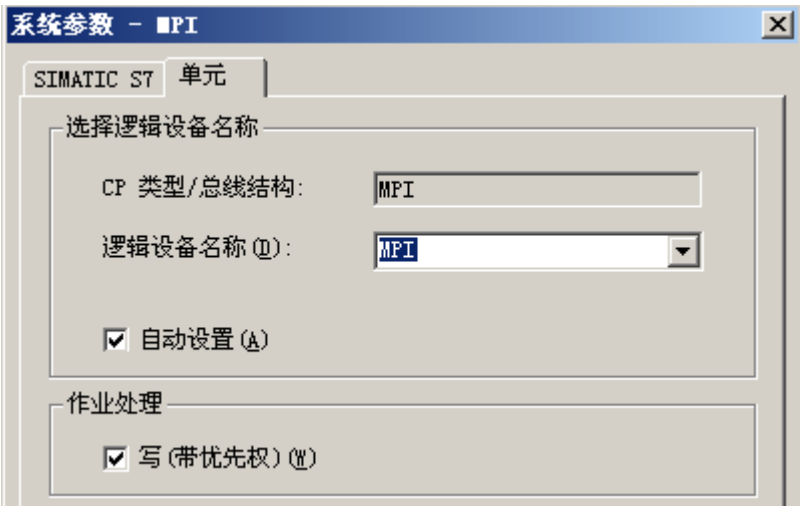 系统参数 - MPI
SIMATIC S7 单元
选择逻辑设备名称
CP 类型/总线结构: MPI
逻辑设备名称(D): MPI
自动设置(A)
作业处理
写(带优先权)(W)